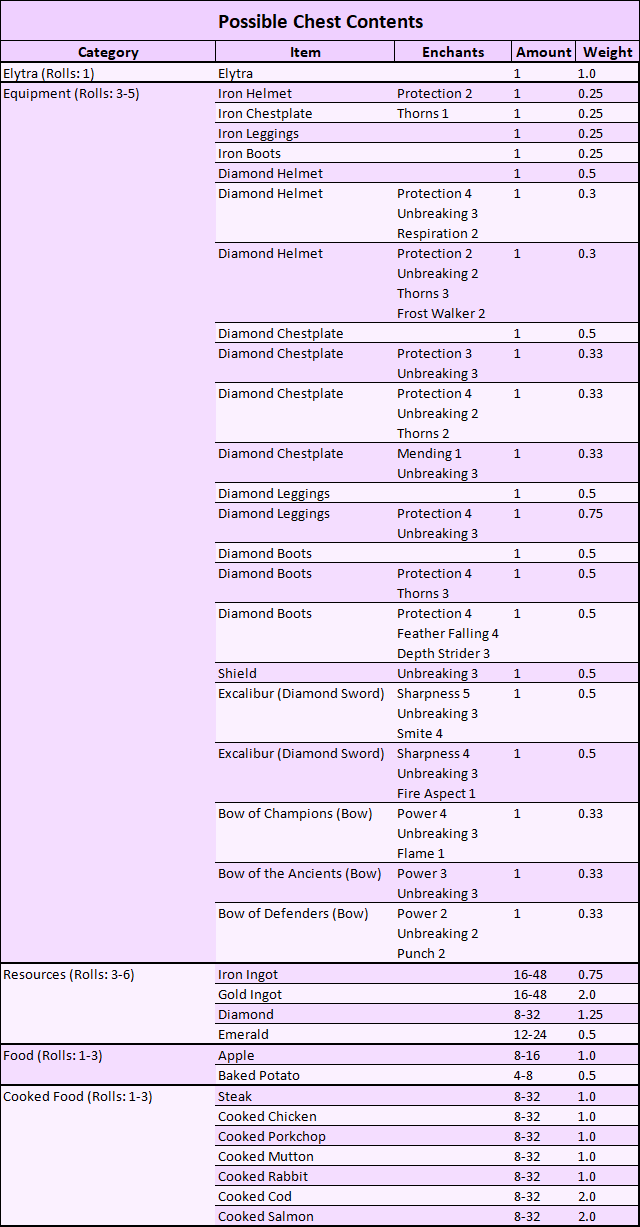 Possible Chest Contents
Category Item Enchants Amount Weight
Elytra (Rolls: 1) Elytra 1 1.0
Equipment (Rolls: 3-5) Iron Helmet Protection 2 1 0.25
Iron Chestplate Thorns 1 1 0.25
Iron Leggings 1 0.25
Iron Boots 1 0.25
Diamond Helmet 1 0.5
Diamond Helmet Protection 4 1 0.3
Unbreaking 3
Respiration 2
Diamond Helmet Protection 2 1 0.3
Unbreaking 2
Thorns 3
Frost Walker 2
Diamond Chestplate 1 0.5
Diamond Chestplate Protection 3 1 0.33
Unbreaking 3
Diamond Chestplate Protection 4 1 0.33
Unbreaking 2
Thorns 2
Diamond Chestplate Mending 1 1 0.33
Unbreaking 3
Diamond Leggings 1 0.5
Diamond Leggings Protection 4 1 0.75
Unbreaking 3
Diamond Boots 1 0.5
Diamond Boots Protection 4 1 0.5
Thorns 3
Diamond Boots Protection 4 1 0.5
Feather Falling 4
Depth Strider 3
Shield Unbreaking 3 1 0.5
Excalibur (Diamond Sword) Sharpness 5 1 0.5
Unbreaking 3
Smite 4
Excalibur (Diamond Sword) Sharpness 4 1 0.5
Unbreaking 3
Fire Aspect 1
Bow of Champions (Bow) Power 4 1 0.33
Unbreaking 3
Flame 1
Bow of the Ancients (Bow) Power 3 1 0.33
Unbreaking 3
Bow of Defenders (Bow) Power 2 1 0.33
Unbreaking 2
Punch 2
Resources (Rolls: 3-6) Iron Ingot 16-48 0.75
Gold Ingot 16-48 2.0
Diamond 8-32 1.25
Emerald 12-24 0.5
Food (Rolls: 1-3) Apple 8-16 1.0
Baked Potato 4-8 0.5
Cooked Food (Rolls: 1-3) Steak 8-32 1.0
Cooked Chicken 8-32 1.0
Cooked Porkchop 8-32 1.0
Cooked Mutton 8-32 1.0
Cooked Rabbit 8-32 1.0
Cooked Cod 8-32 2.0
Cooked Salmon 8-32 2.0